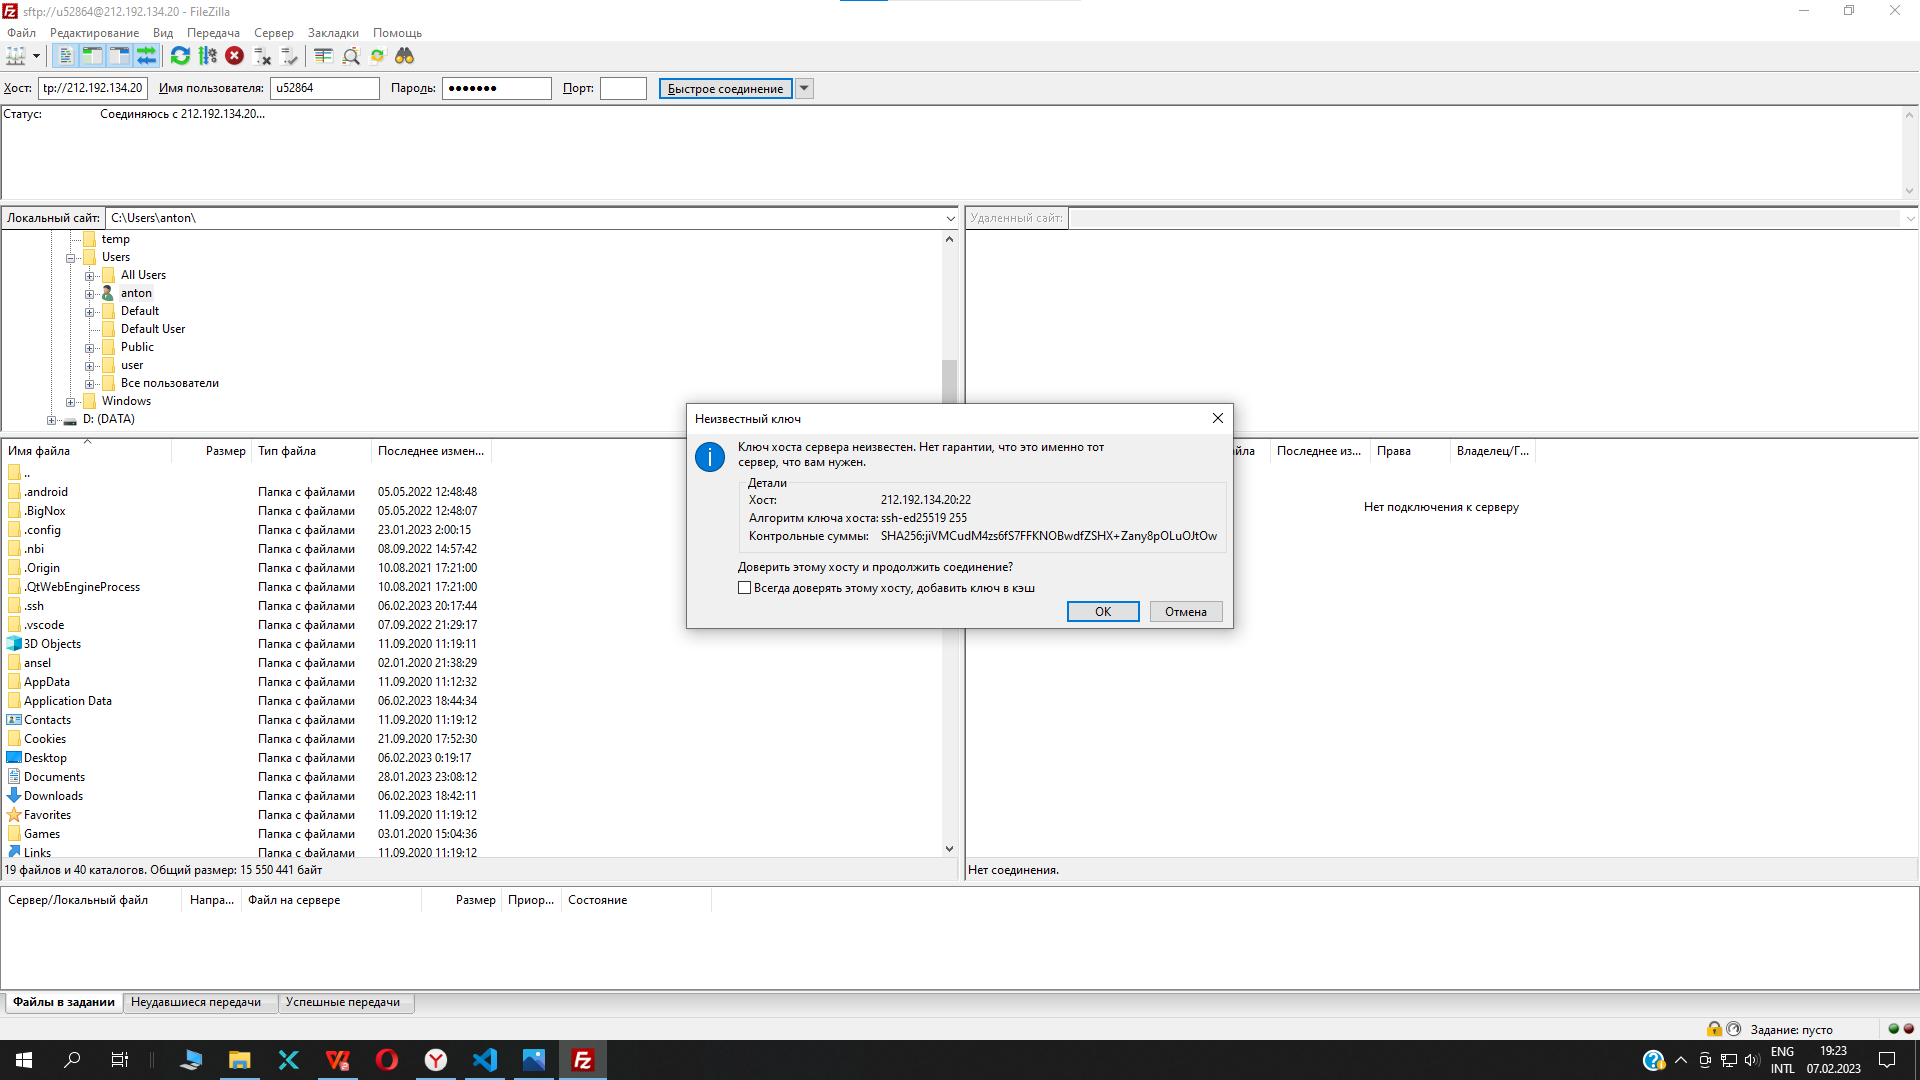 sftp://u52864@212.192.134.20 - FileZilla
Файл Редактирование Вид Передача Сервер Закладки Помощь
Хост: tp://212.192.134.20 Имя пользователя: u52864 Пароль: ●●●●●●● Порт: Быстрое соединение
Статус: Соединяюсь с 212.192.134.20...
Локальный сайт: C:\Users\anton\
temp
Users
All Users
anton
Default
Default User
Public
user
Все пользователи
Windows
D: (DATA)
Удаленный сайт:
Имя файла Размер Тип файла Последнее измен...
..
.android Папка с файлами 05.05.2022 12:48:48
.BigNox Папка с файлами 05.05.2022 12:48:07
.config Папка с файлами 23.01.2023 2:00:15
.nbi Папка с файлами 08.09.2022 14:57:42
.Origin Папка с файлами 10.08.2021 17:21:00
.QtWebEngineProcess Папка с файлами 10.08.2021 17:21:00
.ssh Папка с файлами 06.02.2023 20:17:44
.vscode Папка с файлами 07.09.2022 21:29:17
3D Objects Папка с файлами 11.09.2020 11:19:11
ansel Папка с файлами 02.01.2020 21:38:29
AppData Папка с файлами 11.09.2020 11:12:32
Application Data Папка с файлами 06.02.2023 18:44:34
Contacts Папка с файлами 11.09.2020 11:19:12
Cookies Папка с файлами 21.09.2020 17:52:30
Desktop Папка с файлами 06.02.2023 0:19:17
Documents Папка с файлами 28.01.2023 23:08:12
Downloads Папка с файлами 06.02.2023 18:42:11
Favorites Папка с файлами 11.09.2020 11:19:12
Games Папка с файлами 03.01.2020 15:04:36
Links Папка с файлами 11.09.2020 11:19:12
19 файлов и 40 каталогов. Общий размер: 15 550 441 байт
Неизвестный ключ
Ключ хоста сервера неизвестен. Нет гарантии, что это именно тот
сервер, что вам нужен.
Детали
Хост: 212.192.134.20:22
Алгоритм ключа хоста: ssh-ed25519 255
Контрольные суммы: SHA256:jiVMCudM4zs6fS7FFKNOBwdfZSHX+Zany8pOLuOJtOw
Доверить этому хосту и продолжить соединение?
Всегда доверять этому хосту, добавить ключ в кэш
OK Отмена
йла Последнее из... Права Владелец/Г...
Нет подключения к серверу
Нет соединения.
Сервер/Локальный файл Напра... Файл на сервере Размер Приор... Состояние
Файлы в задании Неудавшиеся передачи Успешные передачи
Задание: пусто
ENG
INTL
19:23
07.02.2023